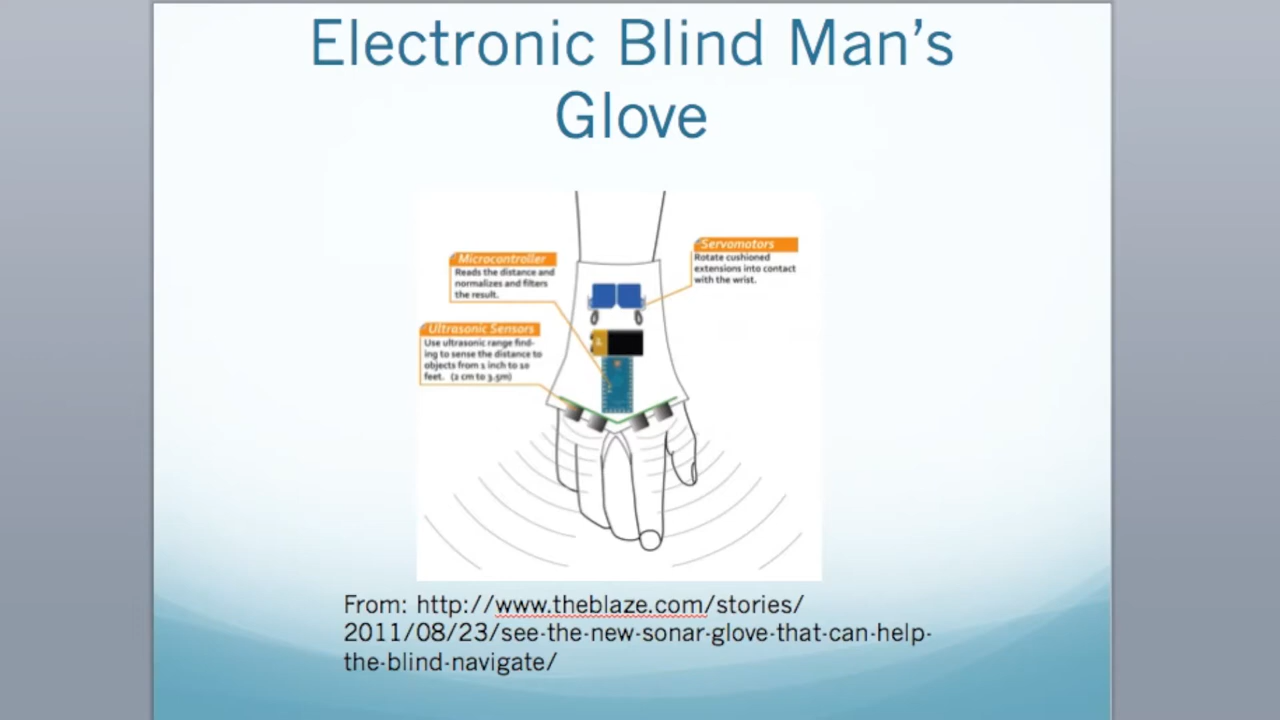 Electronic Blind Man's
Glove
Microcontroller
Reads the distance and
normalizes and filters
the result.
Servomotors
Rotate cushioned
extensions into contact
with the wrist.
Ultrasonic Sensors
Use ultrasonic range find-
ing to sense the distance to
objects from 1 inch to 10
feet. (2 cm to 3.5m)
From: http://www.theblaze.com/stories/
2011/08/23/see-the-new-sonar-glove-that-can-help-
the-blind-navigate/